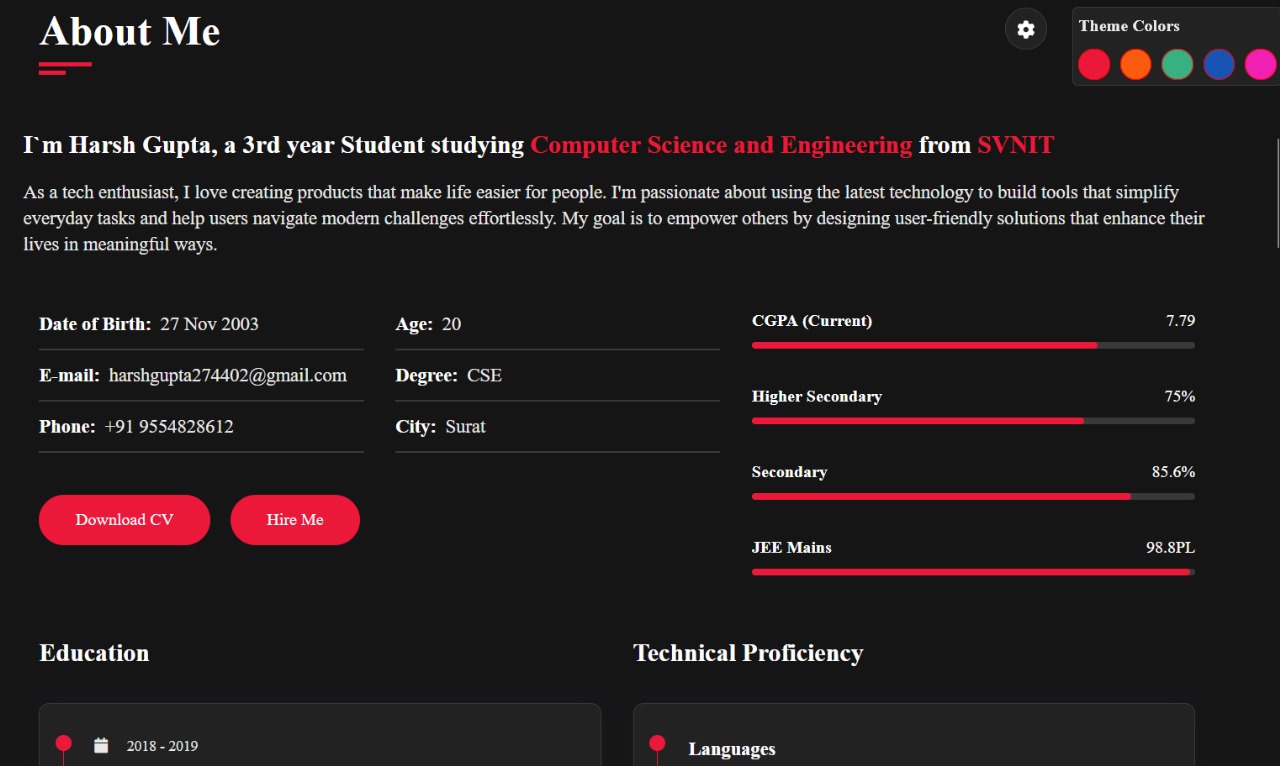 About Me
Theme Colors
I`m Harsh Gupta, a 3rd year Student studying Computer Science and Engineering from SVNIT
As a tech enthusiast, I love creating products that make life easier for people. I'm passionate about using the latest technology to build tools that simplify
everyday tasks and help users navigate modern challenges effortlessly. My goal is to empower others by designing user-friendly solutions that enhance their
lives in meaningful ways.
Date of Birth: 27 Nov 2003
Age: 20
E-mail: harshgupta274402@gmail.com
Degree: CSE
Phone: +91 9554828612
City: Surat
Download CV
Hire Me
CGPA (Current) 7.79
Higher Secondary 75%
Secondary 85.6%
JEE Mains 98.8PL
Education
2018 - 2019
Technical Proficiency
Languages